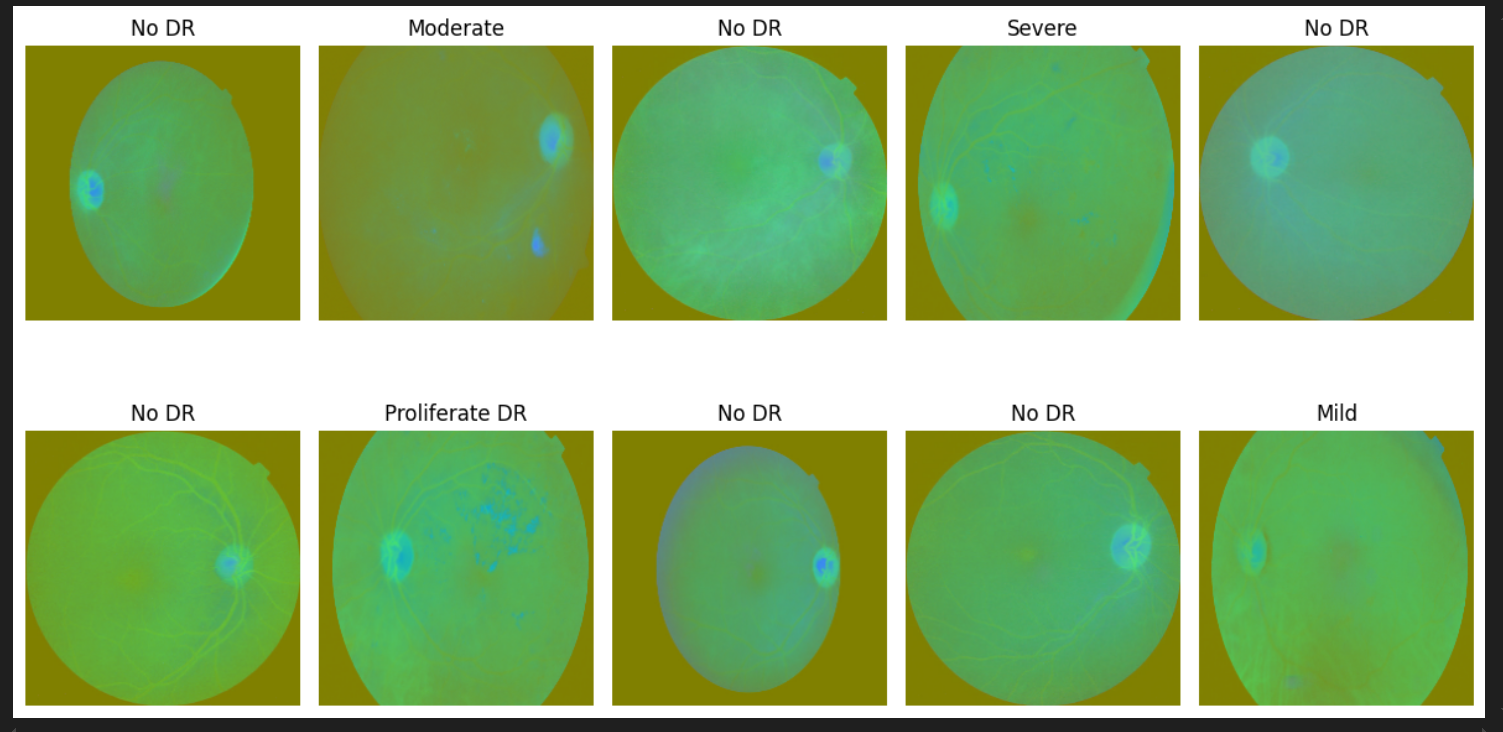 No DR
Moderate
No DR
Severe
No DR
No DR
Proliferate DR
No DR
No DR
Mild